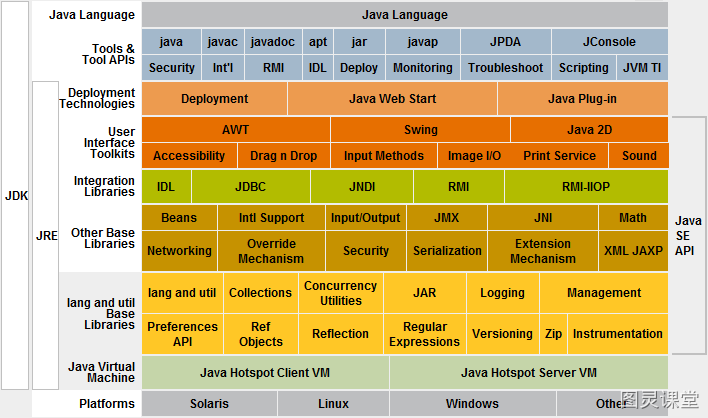 Java Language Java Language
Tools & Tool APIs
java javac javadoc apt jar javap JPDA JConsole
Security Int'l RMI IDL Deploy Monitoring Troubleshoot Scripting JVM TI
Deployment Technologies
Deployment Java Web Start Java Plug-in
User Interface Toolkits
AWT Swing Java 2D
Accessibility Drag n Drop Input Methods Image I/O Print Service Sound
Integration Libraries
IDL JDBC JNDI RMI RMI-IIOP
JDK
JRE
Java SE API
Other Base Libraries
Beans Intl Support Input/Output JMX JNI Math
Networking Override Mechanism Security Serialization Extension Mechanism XML JAXP
lang and util Base Libraries
lang and util Collections Concurrency Utilities JAR Logging Management
Preferences API Ref Objects Reflection Regular Expressions Versioning Zip Instrumentation
Java Virtual Machine
Java Hotspot Client VM Java Hotspot Server VM
Platforms Solaris Linux Windows Other
图灵课堂